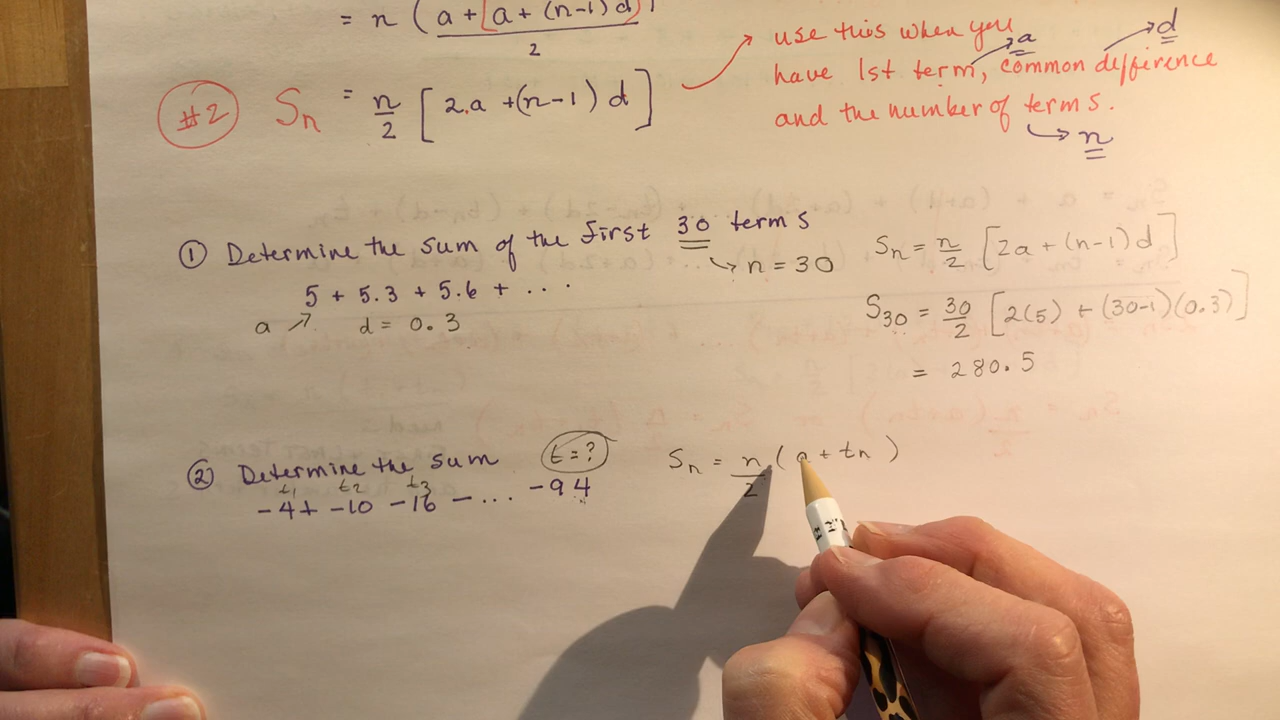 = n (a + [a + (n-1) d)] / 2
use this when you
a d
have 1st term, common difference
and the number of terms.
n
#2 Sn = n/2 [2.a +(n-1) d]
① Determine the sum of the first 30 terms
n = 30
5 + 5.3 + 5.6 + ...
a d = 0.3
Sn = n/2 [2a + (n-1) d]
S30 = 30/2 [2(5) + (30-1)(0.3)]
= 280.5
② Determine the sum t = ?
t1 t2 t3
-4+ -10 -16 - ... -94
Sn = n/2 (a + tn)